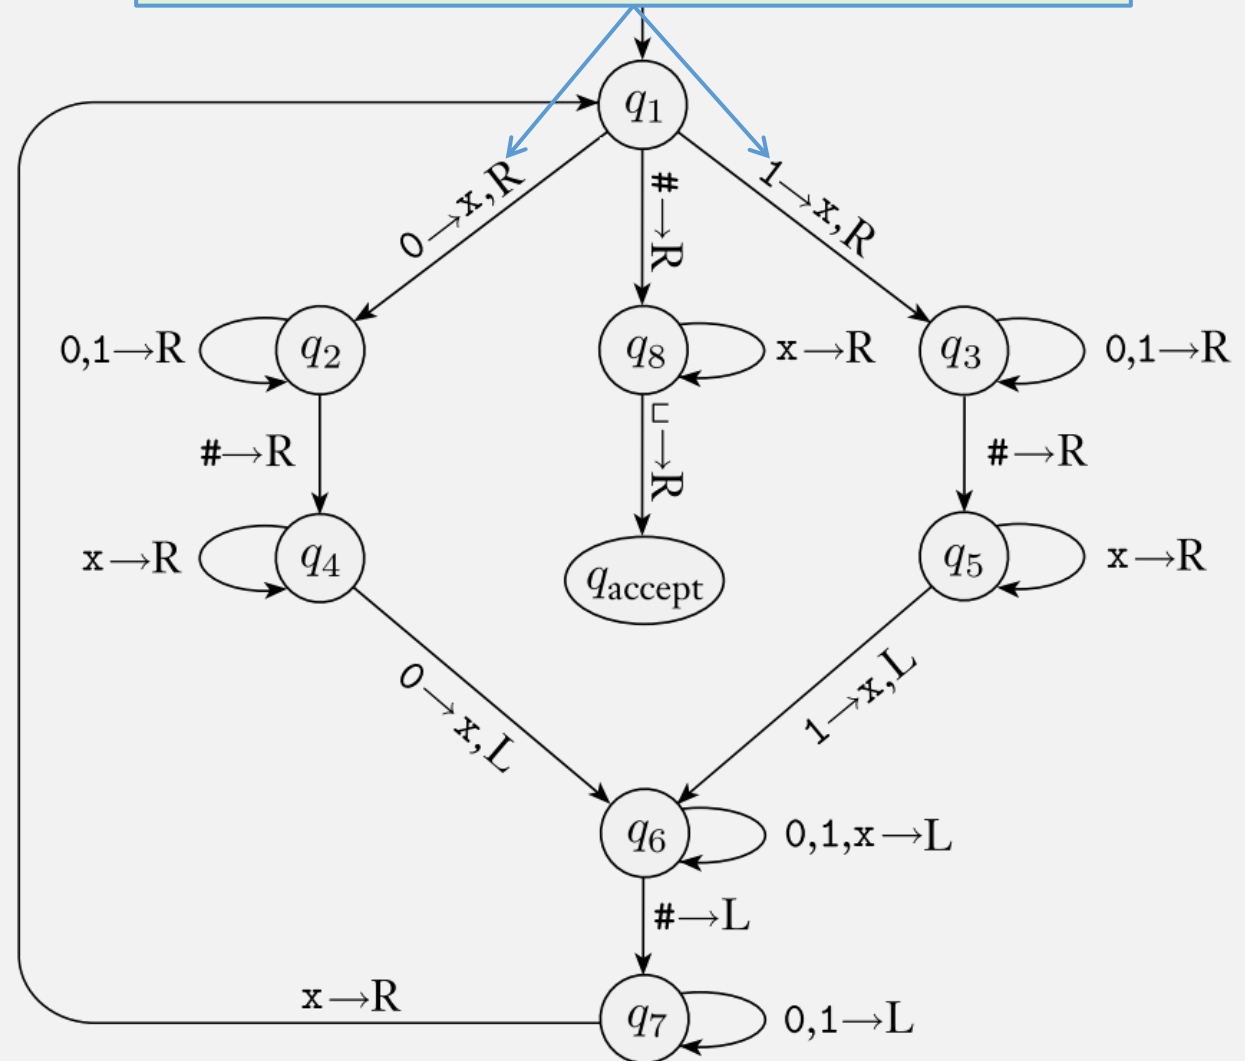 q1
0→x,R
#→R
1→x,R
0,1→R
q2
q8
x→R
q3
0,1→R
#→R
⊔→R
#→R
x→R
q4
qaccept
q5
x→R
0→x,L
1→x,L
q6
0,1,x→L
#→L
x→R
q7
0,1→L